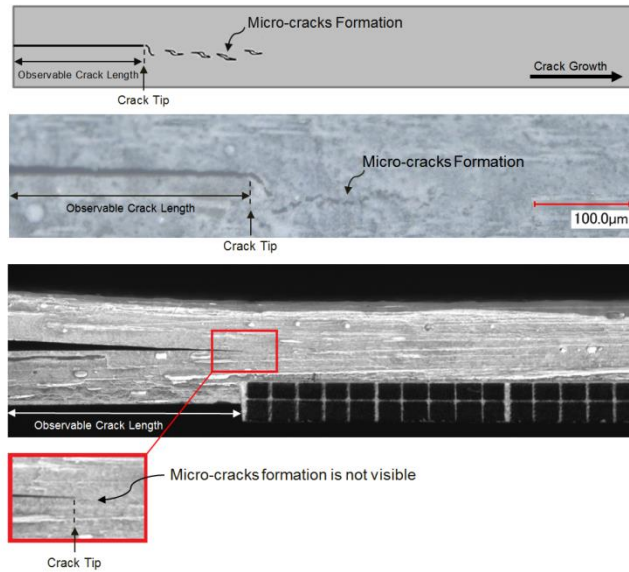 Micro-cracks Formation
Observable Crack Length
Crack Growth
Crack Tip
Micro-cracks Formation
Observable Crack Length
100.0µm
Crack Tip
Observable Crack Length
Micro-cracks formation is not visible
Crack Tip